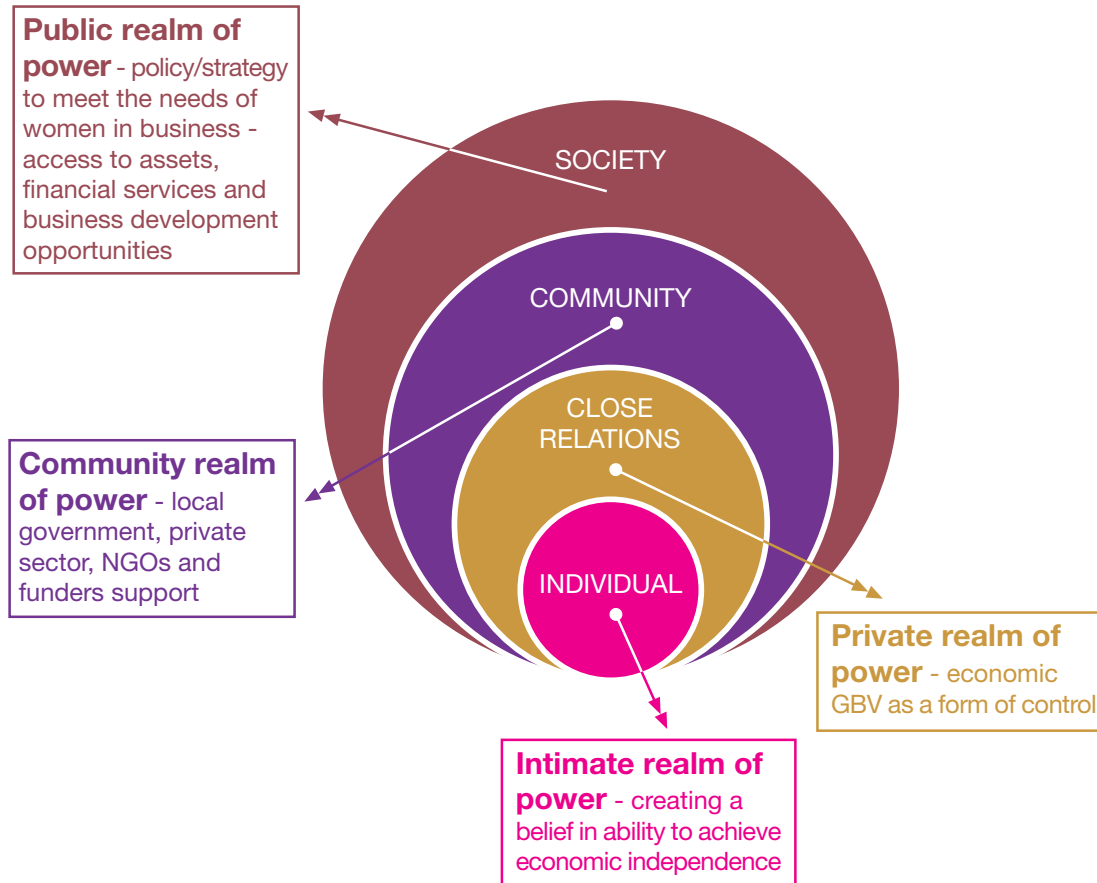 Public realm of
power - policy/strategy
to meet the needs of
women in business -
access to assets,
financial services and
business development
opportunities
SOCIETY
COMMUNITY
CLOSE
RELATIONS
INDIVIDUAL
Community realm
of power - local
government, private
sector, NGOs and
funders support
Private realm of
power - economic
GBV as a form of control
Intimate realm of
power - creating a
belief in ability to achieve
economic independence